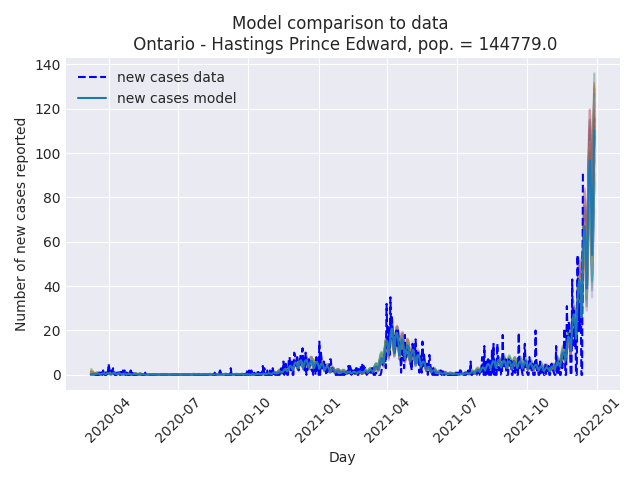 Model comparison to data
Ontario - Hastings Prince Edward, pop. = 144779.0
new cases data
new cases model
Number of new cases reported
140
120
100
80
60
40
20
0
2020-04
2020-07
2020-10
2021-01
2021-04
2021-07
2021-10
2022-01
Day